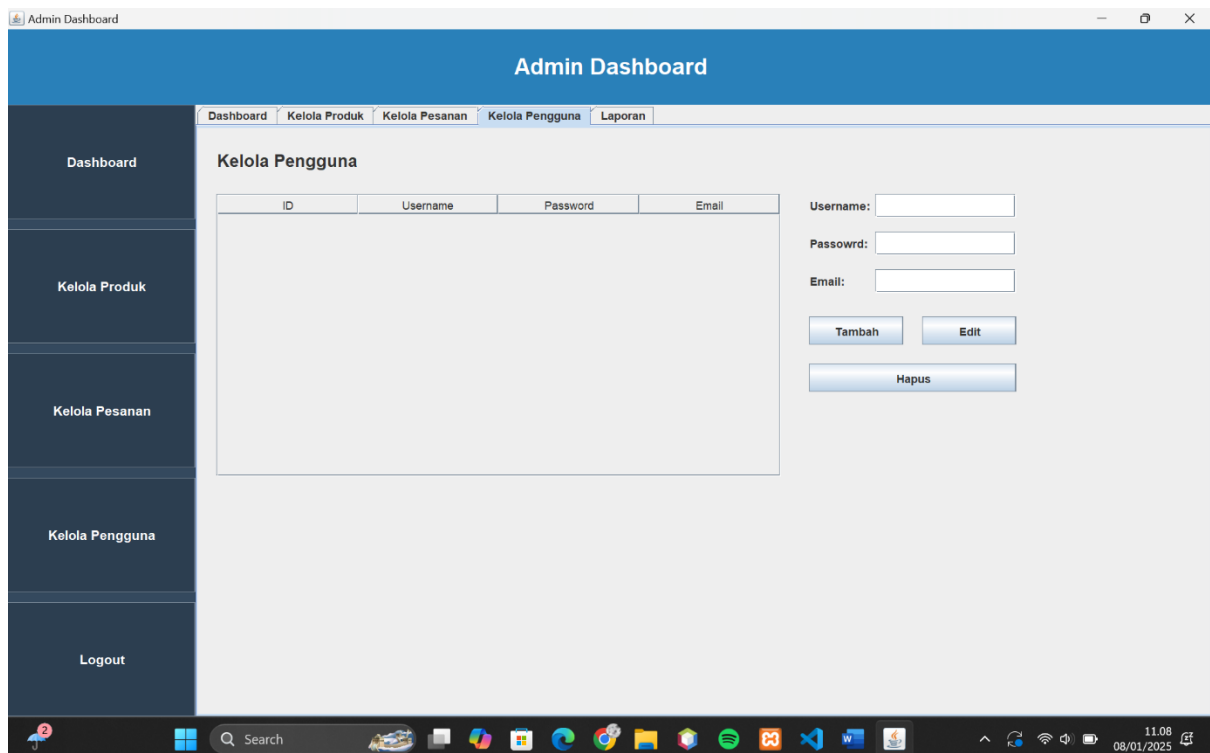 Admin Dashboard
Admin Dashboard
Dashboard Kelola Produk Kelola Pesanan Kelola Pengguna Laporan
Dashboard
Kelola Produk
Kelola Pesanan
Kelola Pengguna
Logout
Kelola Pengguna
ID Username Password Email
Username:
Passowrd:
Email:
Tambah Edit
Hapus
2
Search
W
11.08
08/01/2025